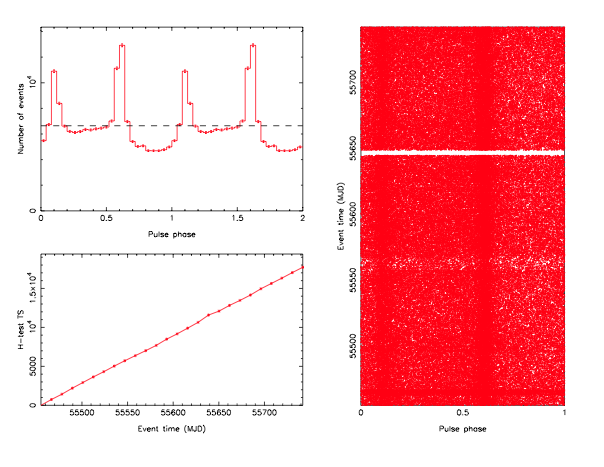 Number of events
10⁴
0
0 0.5 1 1.5 2
Pulse phase
H-test TS
1.5×10⁴
10⁴
5000
0
55500 55550 55600 55650 55700
Event time (MJD)
Event time (MJD)
55700
55650
55600
55550
55500
0 0.5 1
Pulse phase